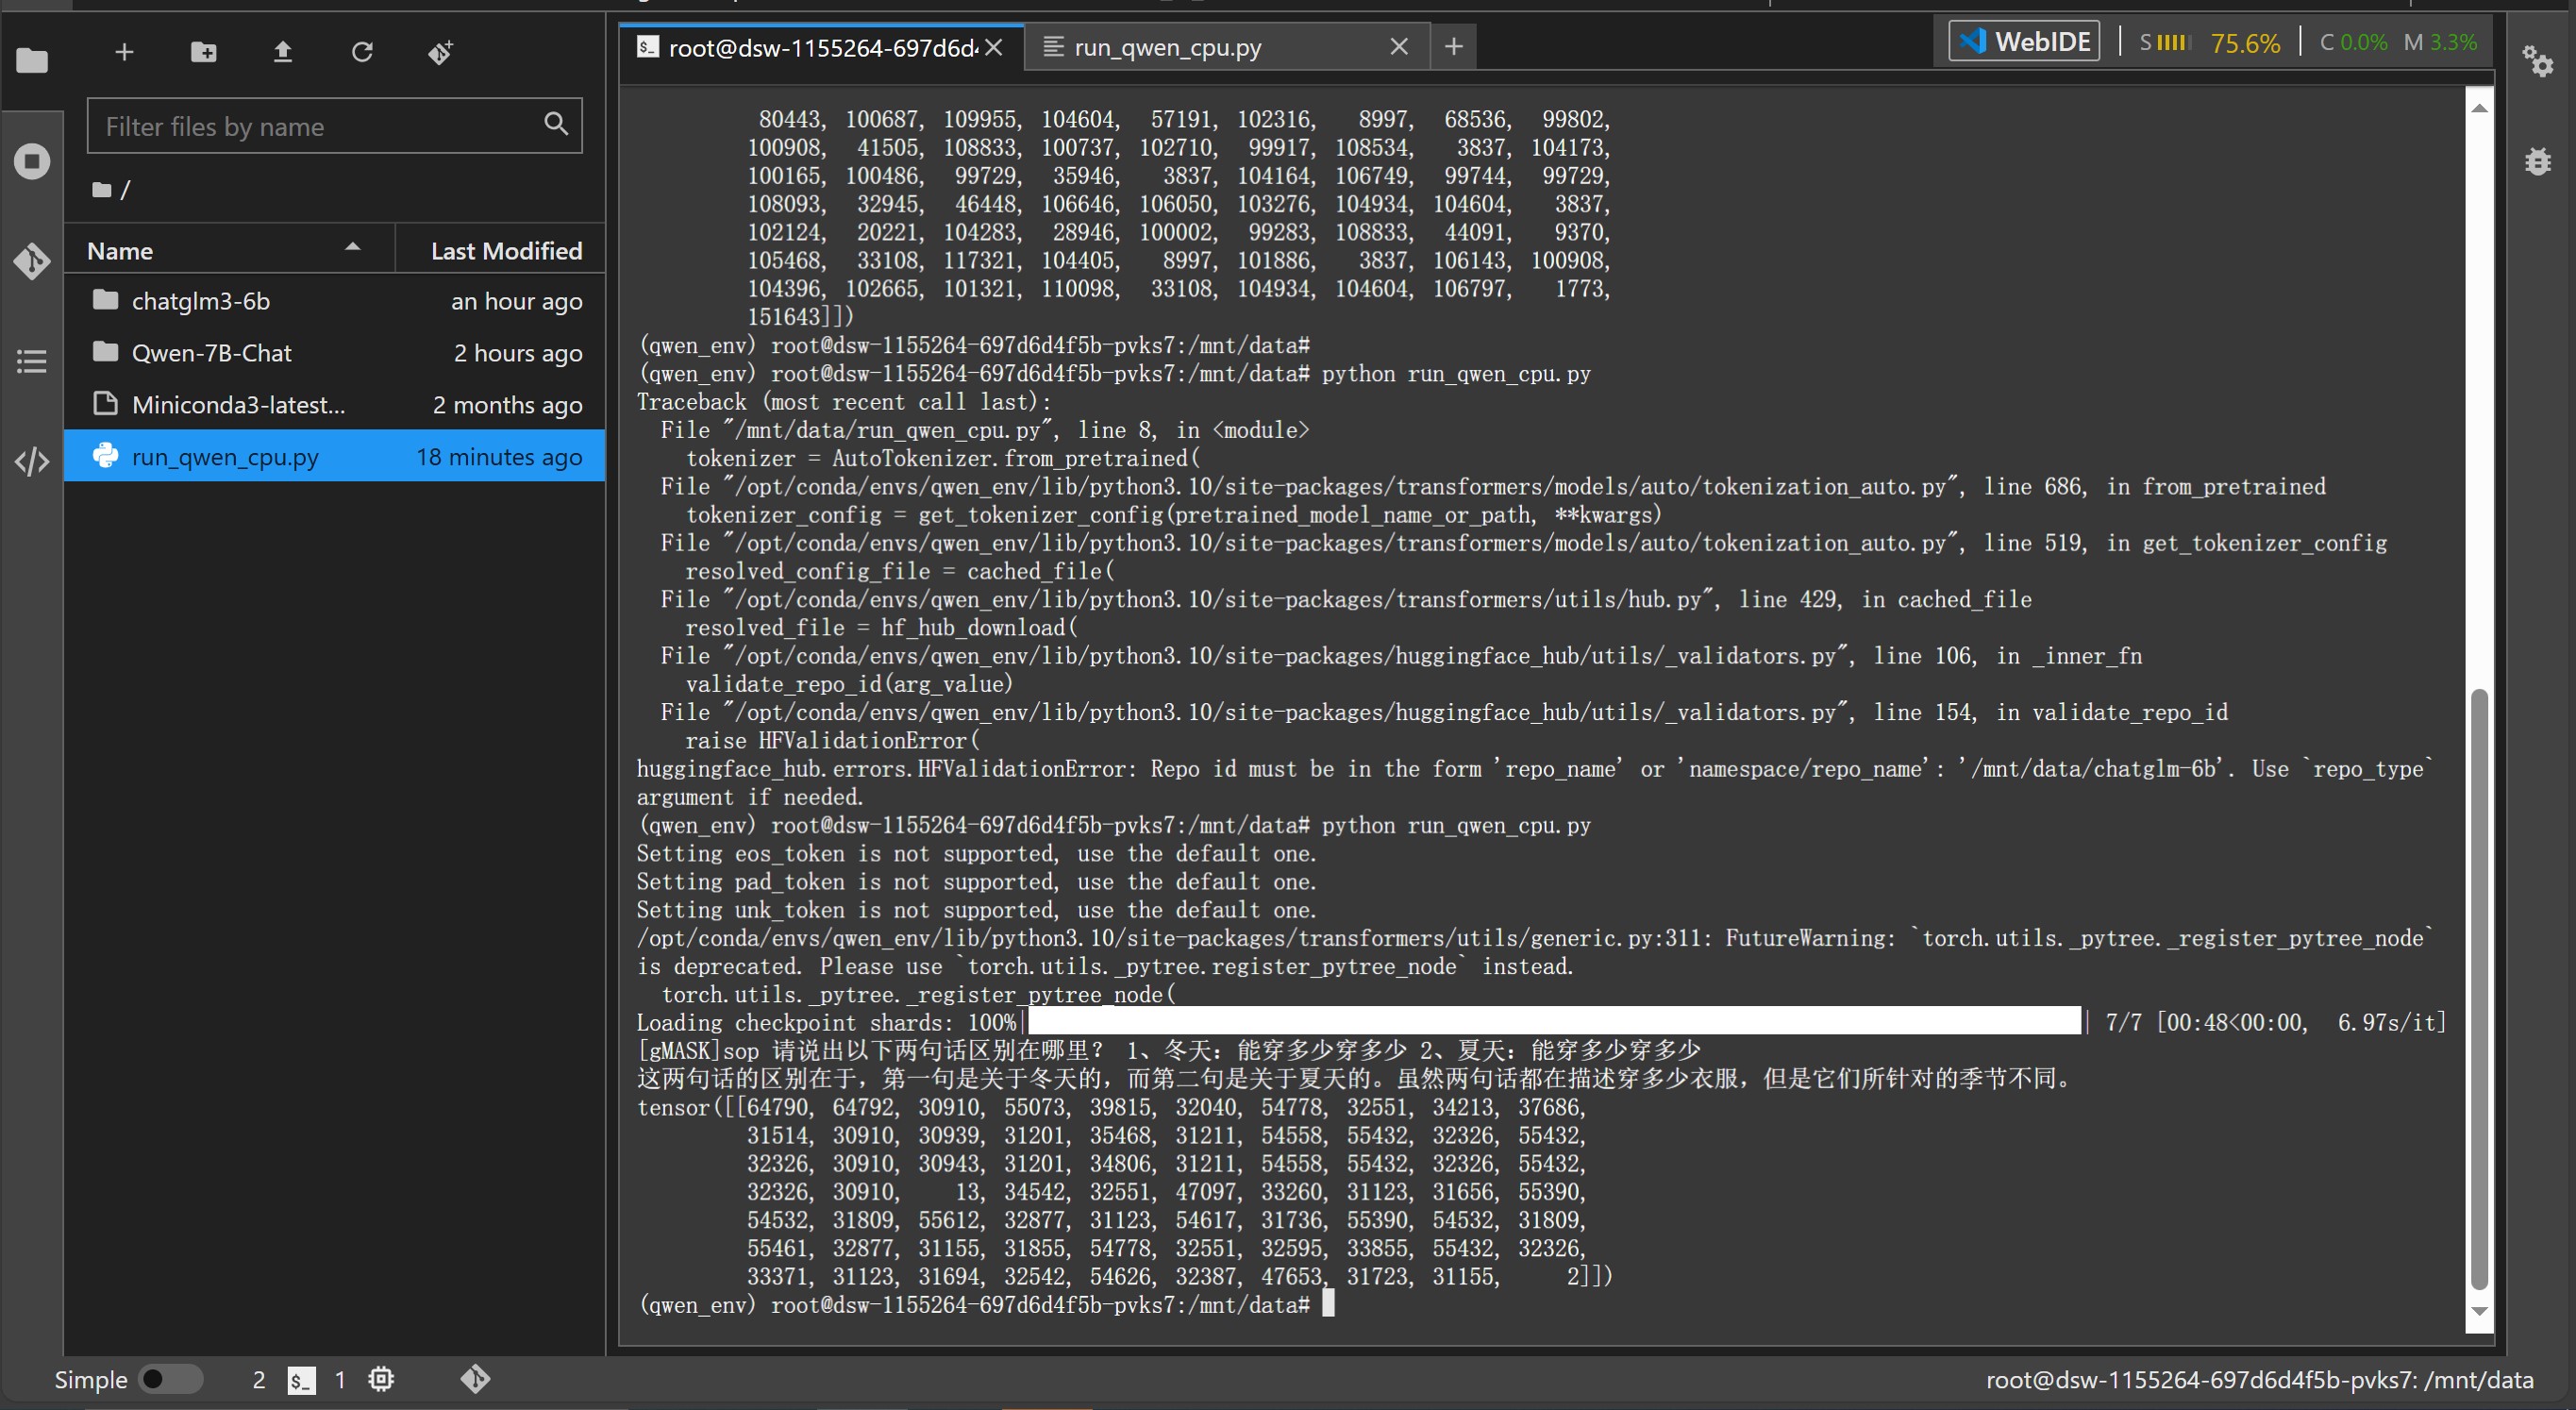 root@dsw-1155264-697d6d4
run_qwen_cpu.py
WebIDE
S 75.6% C 0.0% M 3.3%
Filter files by name
/
Name Last Modified
chatglm3-6b an hour ago
Qwen-7B-Chat 2 hours ago
Miniconda3-latest... 2 months ago
run_qwen_cpu.py 18 minutes ago
80443, 100687, 109955, 104604, 57191, 102316, 8997, 68536, 99802,
100908, 41505, 108833, 100737, 102710, 99917, 108534, 3837, 104173,
100165, 100486, 99729, 35946, 3837, 104164, 106749, 99744, 99729,
108093, 32945, 46448, 106646, 106050, 103276, 104934, 104604, 3837,
102124, 20221, 104283, 28946, 100002, 99283, 108833, 44091, 9370,
105468, 33108, 117321, 104405, 8997, 101886, 3837, 106143, 100908,
104396, 102665, 101321, 110098, 33108, 104934, 104604, 106797, 1773,
151643]])
(qwen_env) root@dsw-1155264-697d6d4f5b-pvks7:/mnt/data#
(qwen_env) root@dsw-1155264-697d6d4f5b-pvks7:/mnt/data# python run_qwen_cpu.py
Traceback (most recent call last):
File "/mnt/data/run_qwen_cpu.py", line 8, in <module>
tokenizer = AutoTokenizer.from_pretrained(
File "/opt/conda/envs/qwen_env/lib/python3.10/site-packages/transformers/models/auto/tokenization_auto.py", line 686, in from_pretrained
tokenizer_config = get_tokenizer_config(pretrained_model_name_or_path, **kwargs)
File "/opt/conda/envs/qwen_env/lib/python3.10/site-packages/transformers/models/auto/tokenization_auto.py", line 519, in get_tokenizer_config
resolved_config_file = cached_file(
File "/opt/conda/envs/qwen_env/lib/python3.10/site-packages/transformers/utils/hub.py", line 429, in cached_file
resolved_file = hf_hub_download(
File "/opt/conda/envs/qwen_env/lib/python3.10/site-packages/huggingface_hub/utils/_validators.py", line 106, in _inner_fn
validate_repo_id(arg_value)
File "/opt/conda/envs/qwen_env/lib/python3.10/site-packages/huggingface_hub/utils/_validators.py", line 154, in validate_repo_id
raise HFValidationError(
huggingface_hub.errors.HFValidationError: Repo id must be in the form 'repo_name' or 'namespace/repo_name': '/mnt/data/chatglm-6b'. Use `repo_type`
argument if needed.
(qwen_env) root@dsw-1155264-697d6d4f5b-pvks7:/mnt/data# python run_qwen_cpu.py
Setting eos_token is not supported, use the default one.
Setting pad_token is not supported, use the default one.
Setting unk_token is not supported, use the default one.
/opt/conda/envs/qwen_env/lib/python3.10/site-packages/transformers/utils/generic.py:311: FutureWarning: `torch.utils._pytree._register_pytree_node`
is deprecated. Please use `torch.utils._pytree.register_pytree_node` instead.
torch.utils._pytree._register_pytree_node(
Loading checkpoint shards: 100%| | 7/7 [00:48<00:00, 6.97s/it]
[gMASK]sop 请说出以下两句话区别在哪里? 1、冬天:能穿多少穿多少 2、夏天:能穿多少穿多少
这两句话的区别在于,第一句是关于冬天的,而第二句是关于夏天的。虽然两句话都在描述穿多少衣服,但是它们所针对的季节不同。
tensor([[64790, 64792, 30910, 55073, 39815, 32040, 54778, 32551, 34213, 37686,
31514, 30910, 30939, 31201, 35468, 31211, 54558, 55432, 32326, 55432,
32326, 30910, 30943, 31201, 34806, 31211, 54558, 55432, 32326, 55432,
32326, 30910, 13, 34542, 32551, 47097, 33260, 31123, 31656, 55390,
54532, 31809, 55612, 32877, 31123, 54617, 31736, 55390, 54532, 31809,
55461, 32877, 31155, 31855, 54778, 32551, 32595, 33855, 55432, 32326,
33371, 31123, 31694, 32542, 54626, 32387, 47653, 31723, 31155, 2]])
(qwen_env) root@dsw-1155264-697d6d4f5b-pvks7:/mnt/data#
Simple 2 $_ 1
root@dsw-1155264-697d6d4f5b-pvks7: /mnt/data